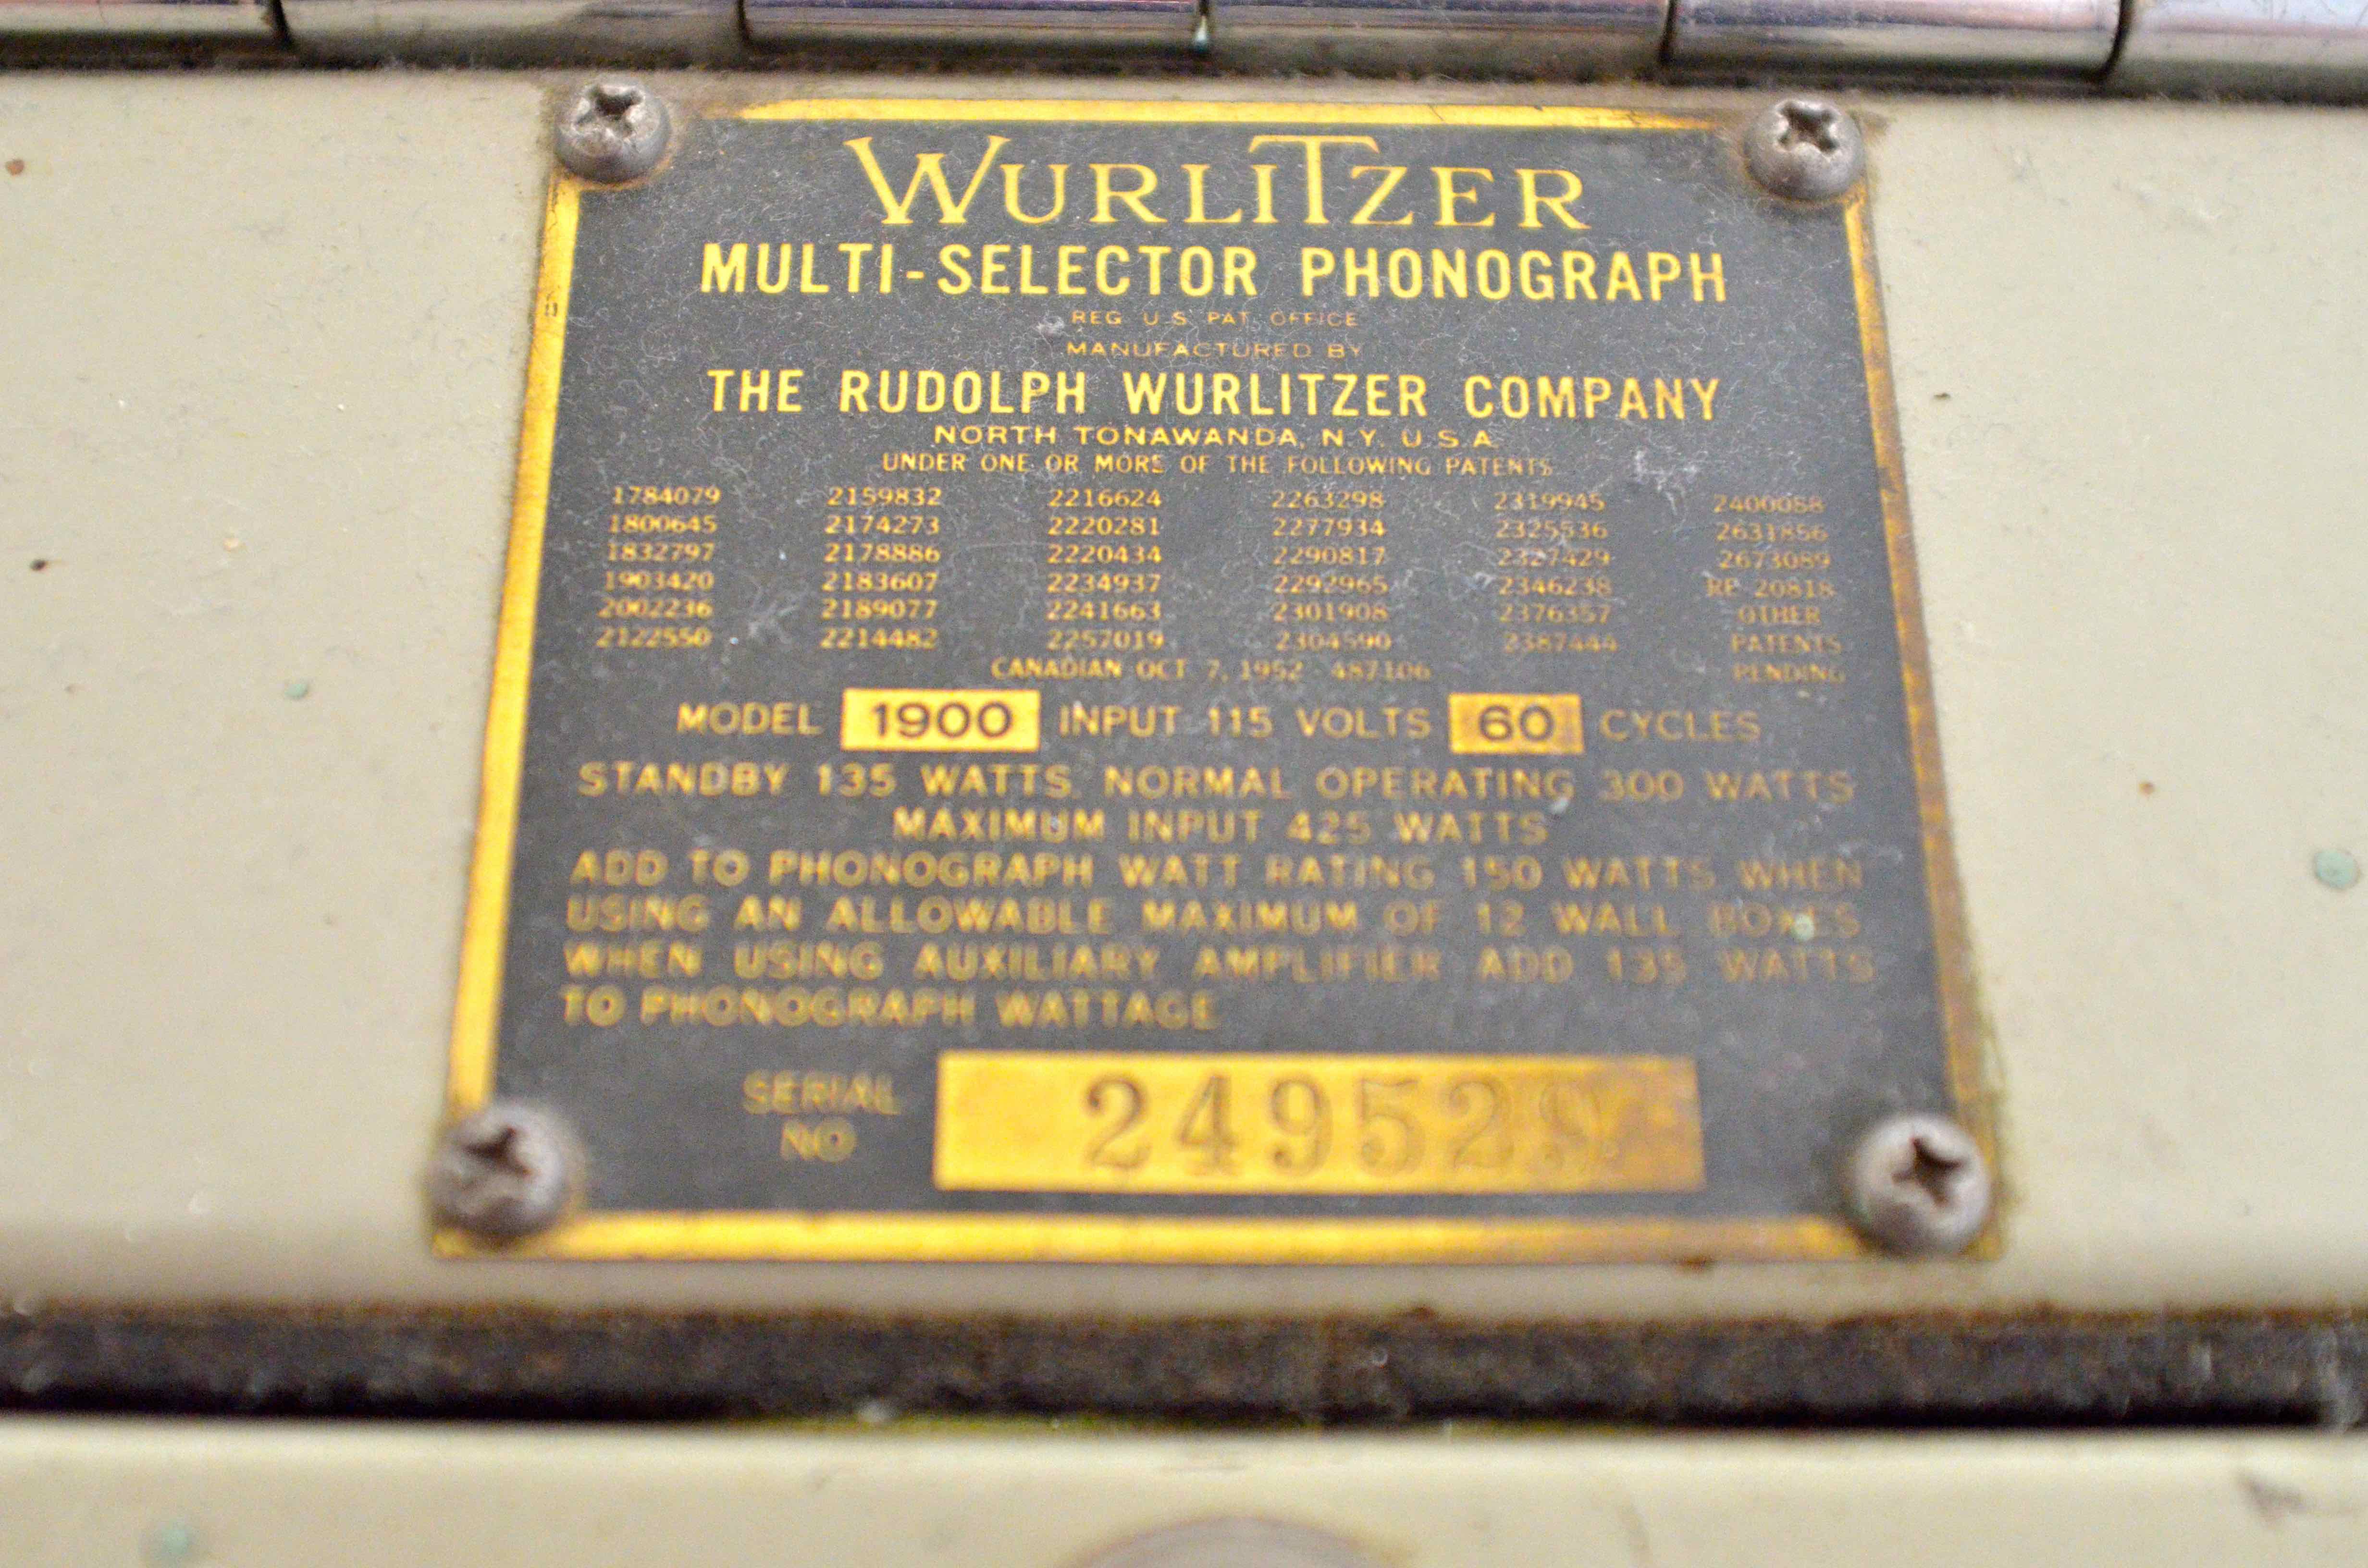 WURLITZER
MULTI-SELECTOR PHONOGRAPH
REG. U.S. PAT. OFFICE
MANUFACTURED BY
THE RUDOLPH WURLITZER COMPANY
NORTH TONAWANDA, N.Y. U.S.A.
UNDER ONE OR MORE OF THE FOLLOWING PATENTS
1784079 2159832 2216624 2263298 2319945 2400088
1800645 2174273 2220281 2277934 2325536 2631856
1832797 2178886 2220434 2290817 2327429 2673089
1903420 2183607 2234937 2292965 2346238 RE 20818
2002236 2189077 2241663 2301908 2376357 OTHER
2122550 2214482 2257019 2304590 2387444 PATENTS
CANADIAN OCT 7, 1952 487106 PENDING
MODEL 1900 INPUT 115 VOLTS 60 CYCLES
STANDBY 135 WATTS NORMAL OPERATING 300 WATTS
MAXIMUM INPUT 425 WATTS
ADD TO PHONOGRAPH WATT RATING 150 WATTS WHEN
USING AN ALLOWABLE MAXIMUM OF 12 WALL BOXES
WHEN USING AUXILIARY AMPLIFIER ADD 135 WATTS
TO PHONOGRAPH WATTAGE
SERIAL
NO
249529